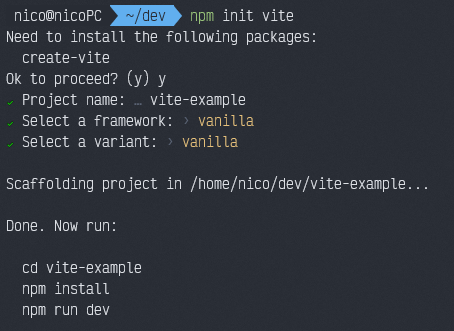 nico@nicoPC ~/dev npm init vite
Need to install the following packages:
create-vite
Ok to proceed? (y) y
✓ Project name: … vite-example
✓ Select a framework: › vanilla
✓ Select a variant: › vanilla
Scaffolding project in /home/nico/dev/vite-example...
Done. Now run:
cd vite-example
npm install
npm run dev